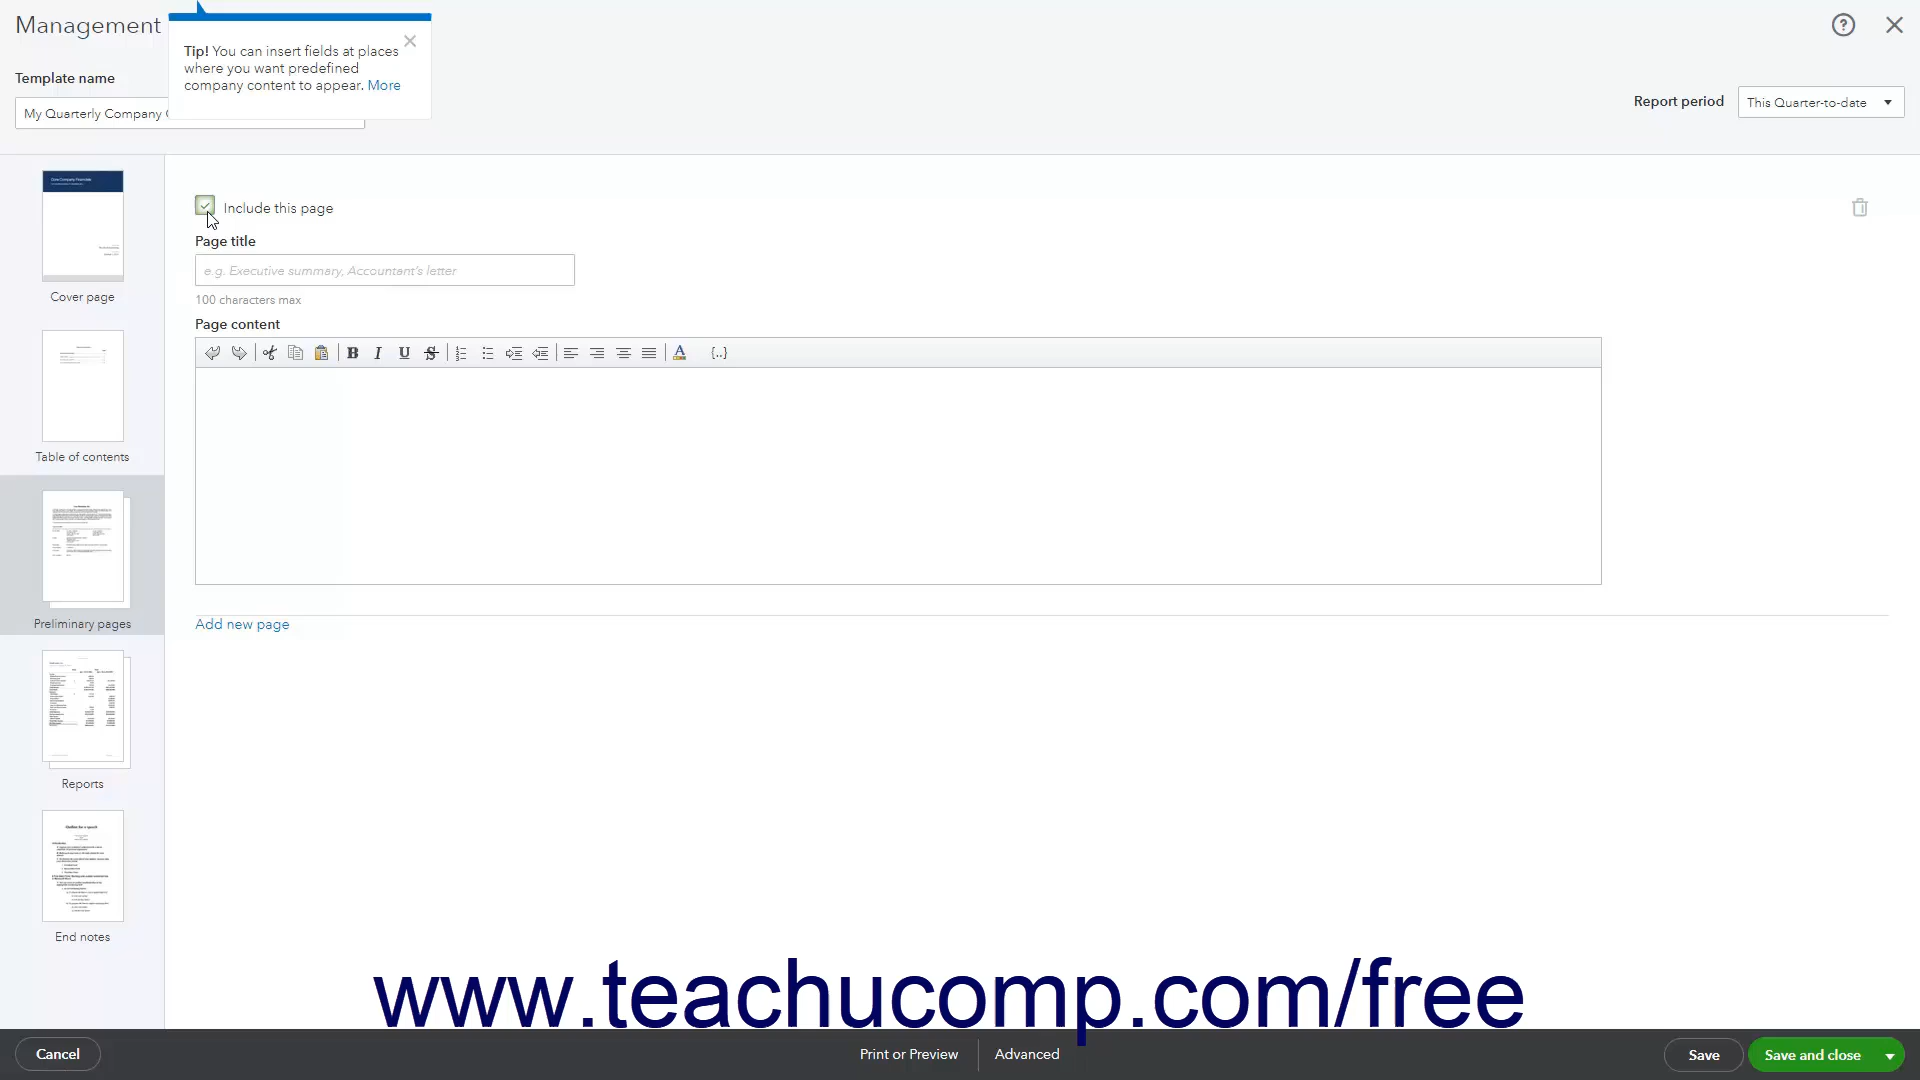 Management
Tip! You can insert fields at places
where you want predefined
company content to appear. More
Template name
My Quarterly Company
Report period
This Quarter-to-date
Include this page
Page title
e.g. Executive summary, Accountant's letter
100 characters max
Page content
B I U S
A
{..}
Add new page
Cover page
Table of contents
Preliminary pages
Reports
End notes
www.teachucomp.com/free
Cancel
Print or Preview
Advanced
Save
Save and close